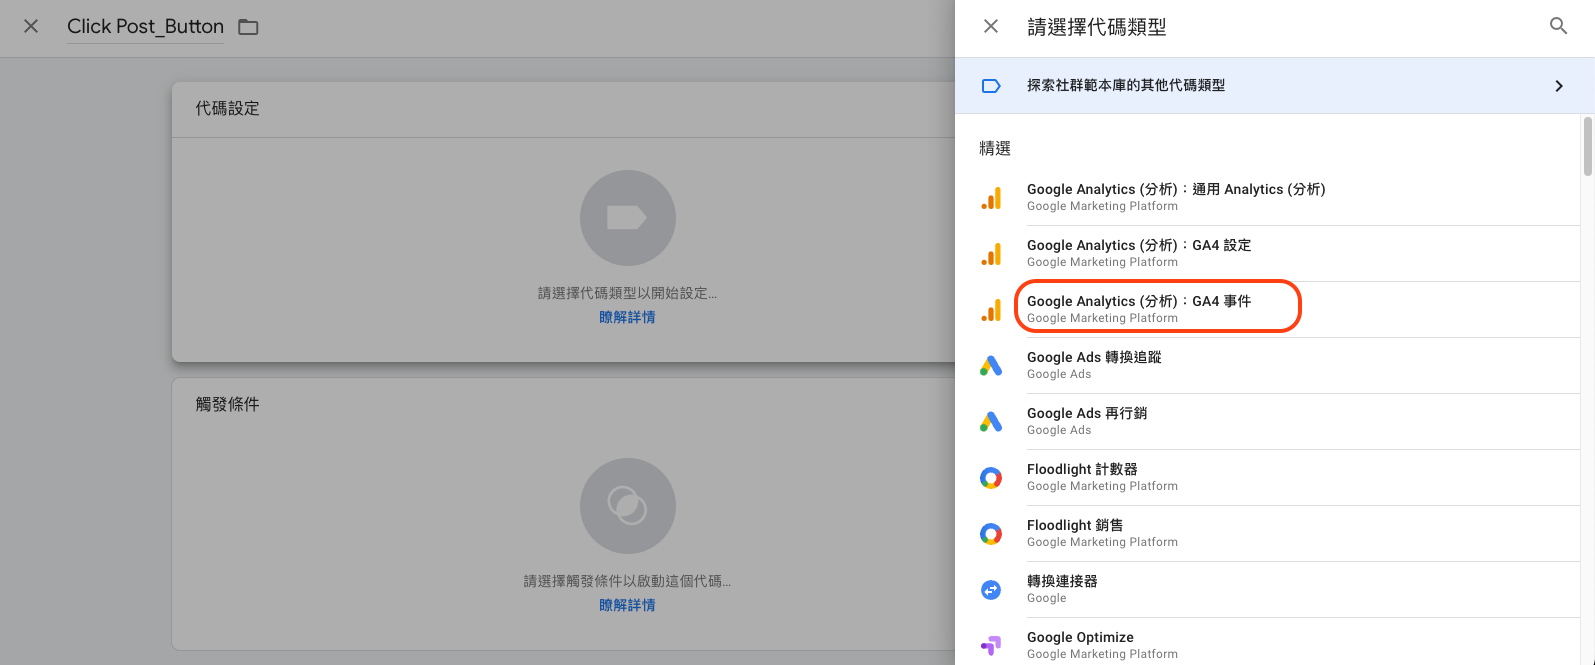 Click Post_Button
代碼設定
請選擇代碼類型以開始設定...
瞭解詳情
觸發條件
請選擇觸發條件以啟動這個代碼...
瞭解詳情
請選擇代碼類型
探索社群範本庫的其他代碼類型
精選
Google Analytics (分析)：通用 Analytics (分析)
Google Marketing Platform
Google Analytics (分析)：GA4 設定
Google Marketing Platform
Google Analytics (分析)：GA4 事件
Google Marketing Platform
Google Ads 轉換追蹤
Google Ads
Google Ads 再行銷
Google Ads
Floodlight 計數器
Google Marketing Platform
Floodlight 銷售
Google Marketing Platform
轉換連接器
Google
Google Optimize
Google Marketing Platform